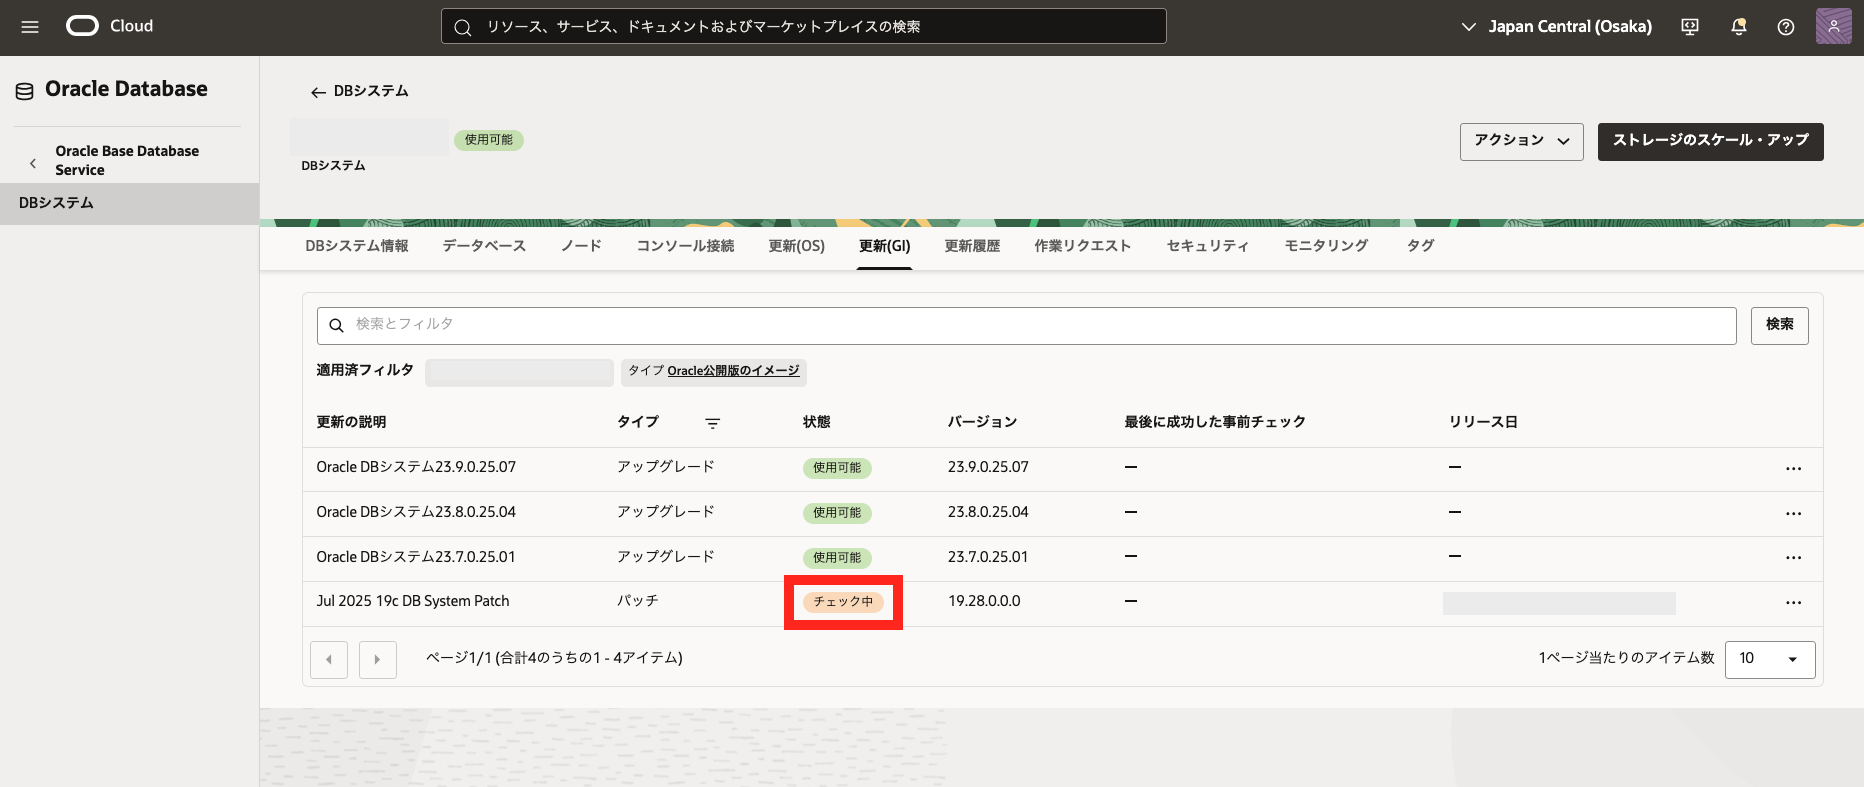 Cloud
リソース、サービス、ドキュメントおよびマーケットプレイスの検索
Japan Central (Osaka)
Oracle Database
Oracle Base Database
Service
DBシステム
DBシステム
使用可能
DBシステム
アクション
ストレージのスケール・アップ
DBシステム情報 データベース ノード コンソール接続 更新(OS) 更新(GI) 更新履歴 作業リクエスト セキュリティ モニタリング タグ
検索とフィルタ
検索
適用済フィルタ タイプ Oracle公開版のイメージ
更新の説明 タイプ 状態 バージョン 最後に成功した事前チェック リリース日
Oracle DBシステム23.9.0.25.07 アップグレード 使用可能 23.9.0.25.07 — —
Oracle DBシステム23.8.0.25.04 アップグレード 使用可能 23.8.0.25.04 — —
Oracle DBシステム23.7.0.25.01 アップグレード 使用可能 23.7.0.25.01 — —
Jul 2025 19c DB System Patch パッチ チェック中 19.28.0.0.0 —
ページ1/1 (合計4のうちの1 - 4アイテム)
1ページ当たりのアイテム数 10